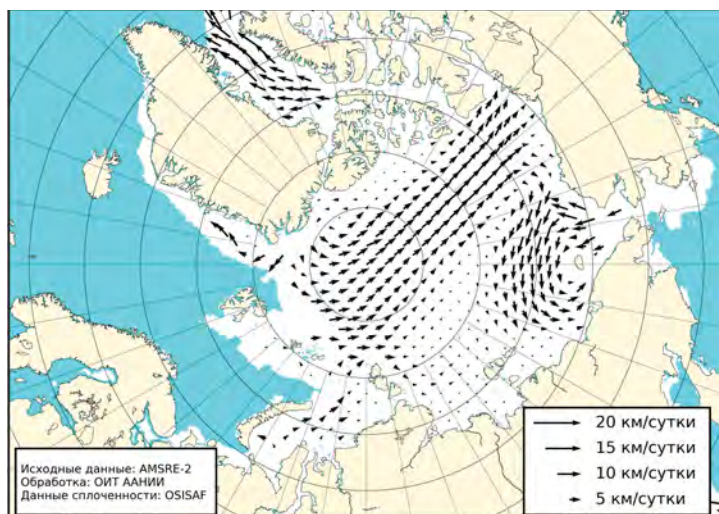 20 км/сутки
15 км/сутки
10 км/сутки
5 км/сутки
Исходные данные: AMSRE-2
Обработка: ОИТ ААНИИ
Данные сплоченности: OSISAF